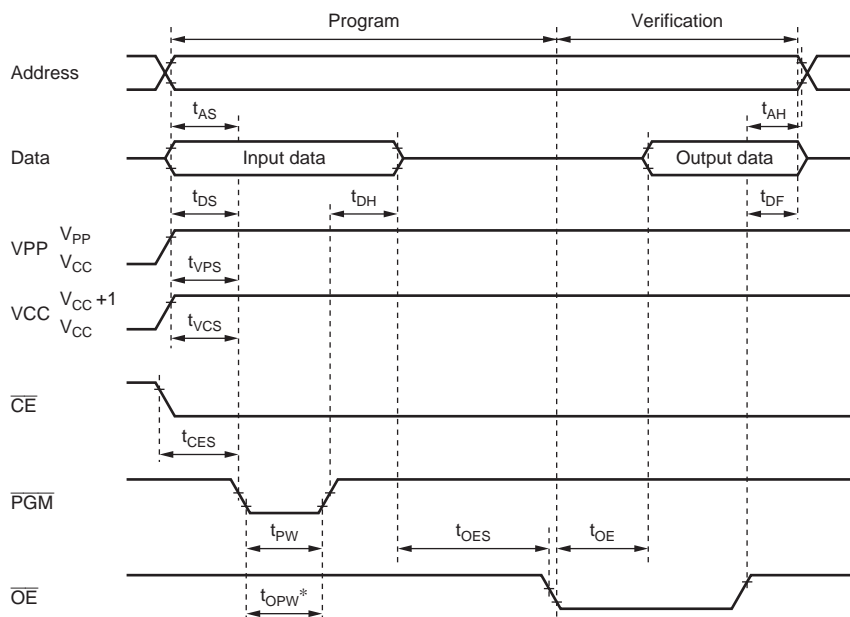 Program Verification
Address
tAS tAH
Data Input data Output data
tDS tDH tDF
VPP VPP
VCC
tVPS
VCC VCC +1
VCC
tVCS
CE
tCES
PGM
tPW tOES tOE
OE
tOPW*